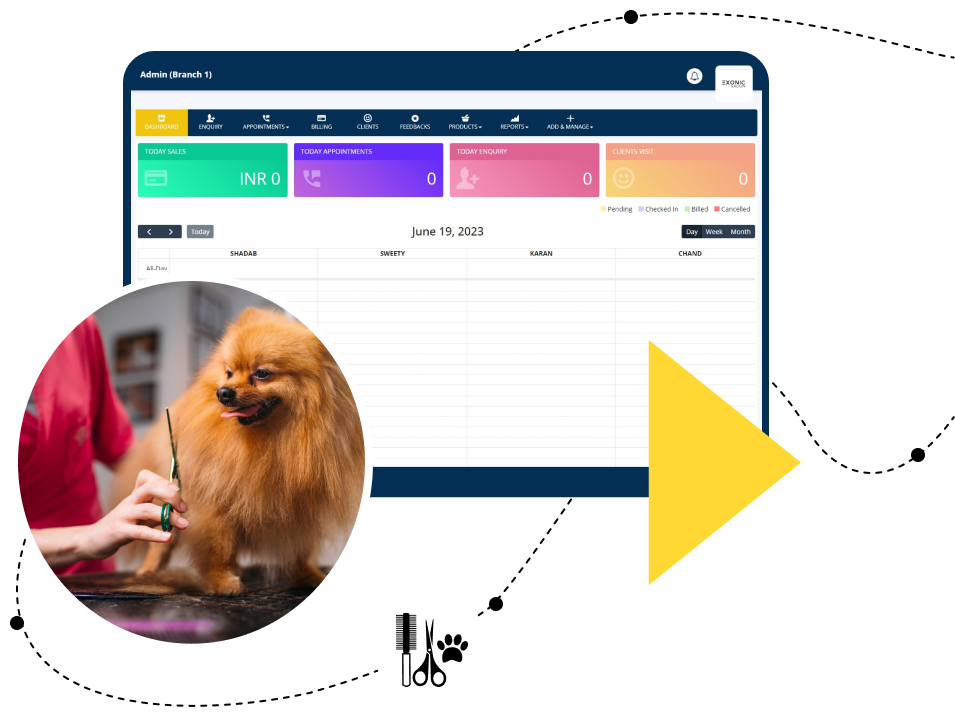 Admin (Branch 1)
EXONIC
SALON
DASHBOARD
ENQUIRY
APPOINTMENTS
BILLING
CLIENTS
FEEDBACKS
PRODUCTS
REPORTS
ADD & MANAGE
TODAY SALES
INR 0
TODAY APPOINTMENTS
0
TODAY ENQUIRY
0
CLIENTS VISIT
0
Pending
Checked In
Billed
Cancelled
Today
June 19, 2023
Day
Week
Month
SHADAB
SWEETY
KARAN
CHAND
All-Day